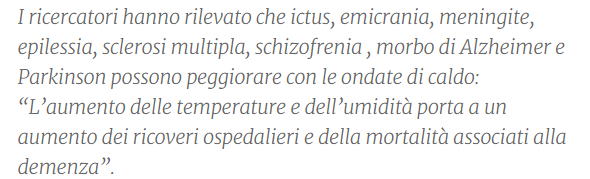 I ricercatori hanno rilevato che ictus, emicrania, meningite,
epilessia, sclerosi multipla, schizofrenia , morbo di Alzheimer e
Parkinson possono peggiorare con le ondate di caldo:
“L’aumento delle temperature e dell’umidità porta a un
aumento dei ricoveri ospedalieri e della mortalità associati alla
demenza”.